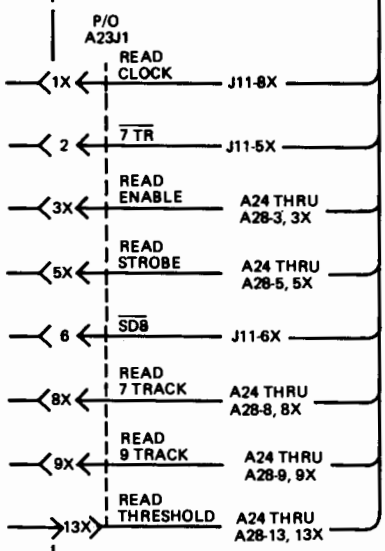 P/O
A23J1
READ
CLOCK
1X
J11-8X
2
7 TR
J11-5X
READ
ENABLE
3X
A24 THRU
A28-3, 3X
READ
STROBE
5X
A24 THRU
A28-5, 5X
6
SD8
J11-6X
READ
7 TRACK
8X
A24 THRU
A28-8, 8X
READ
9 TRACK
9X
A24 THRU
A28-9, 9X
READ
THRESHOLD
13X
A24 THRU
A28-13, 13X